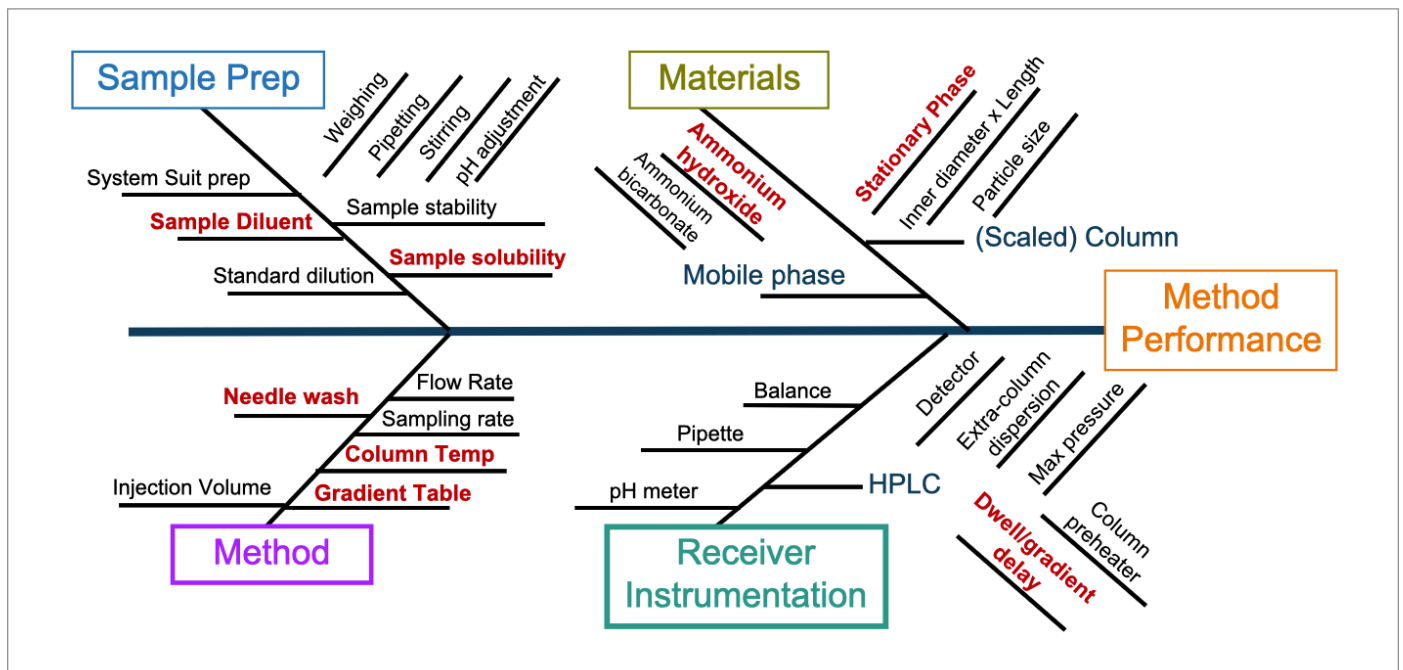 Sample Prep
Weighing
Pipetting
Stirring
pH adjustment
System Suit prep
Sample stability
Sample Diluent
Sample solubility
Standard dilution
Materials
Ammonium
hydroxide
Ammonium
bicarbonate
Stationary Phase
Inner diameter x Length
Particle size
(Scaled) Column
Mobile phase
Method
Performance
Needle wash
Flow Rate
Sampling rate
Column Temp
Injection Volume
Gradient Table
Method
Balance
Pipette
HPLC
pH meter
Detector
Extra-column
dispersion
Max pressure
Dwell/gradient
delay
Column
preheater
Receiver
Instrumentation